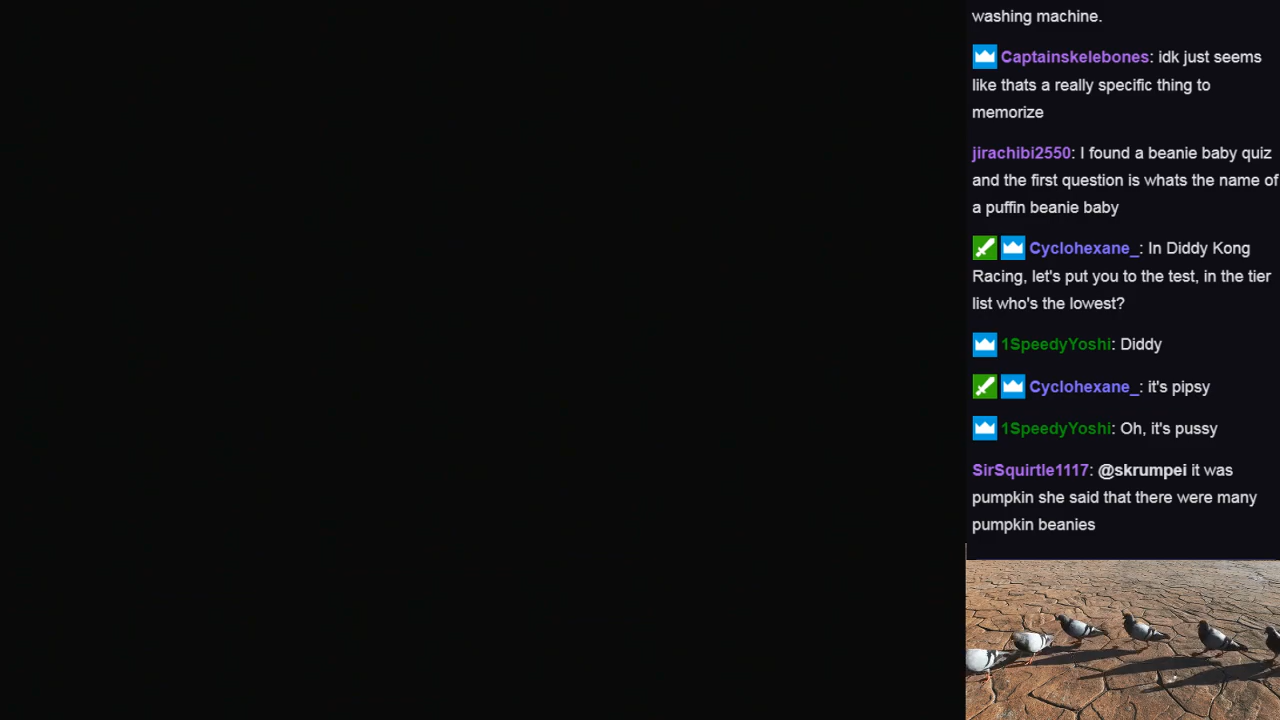 washing machine.
Captainskelebones: idk just seems
like thats a really specific thing to
memorize
jirachibi2550: I found a beanie baby quiz
and the first question is whats the name of
a puffin beanie baby
Cyclohexane_: In Diddy Kong
Racing, let's put you to the test, in the tier
list who's the lowest?
1SpeedyYoshi: Diddy
Cyclohexane_: it's pipsy
1SpeedyYoshi: Oh, it's pussy
SirSquirtle1117: @skrumpei it was
pumpkin she said that there were many
pumpkin beanies